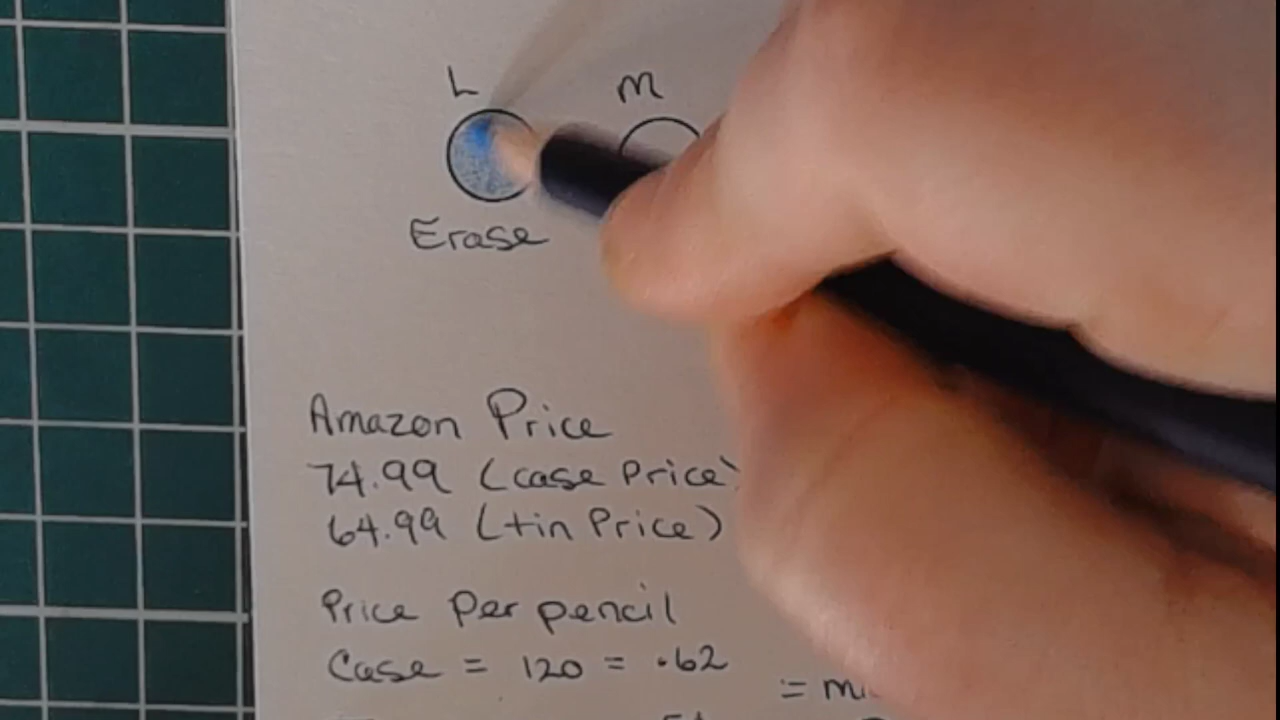 L M
Erase
Amazon Price
74.99 (case Price)
64.99 (tin Price)
Price Per pencil
Case = 120 = .62
=